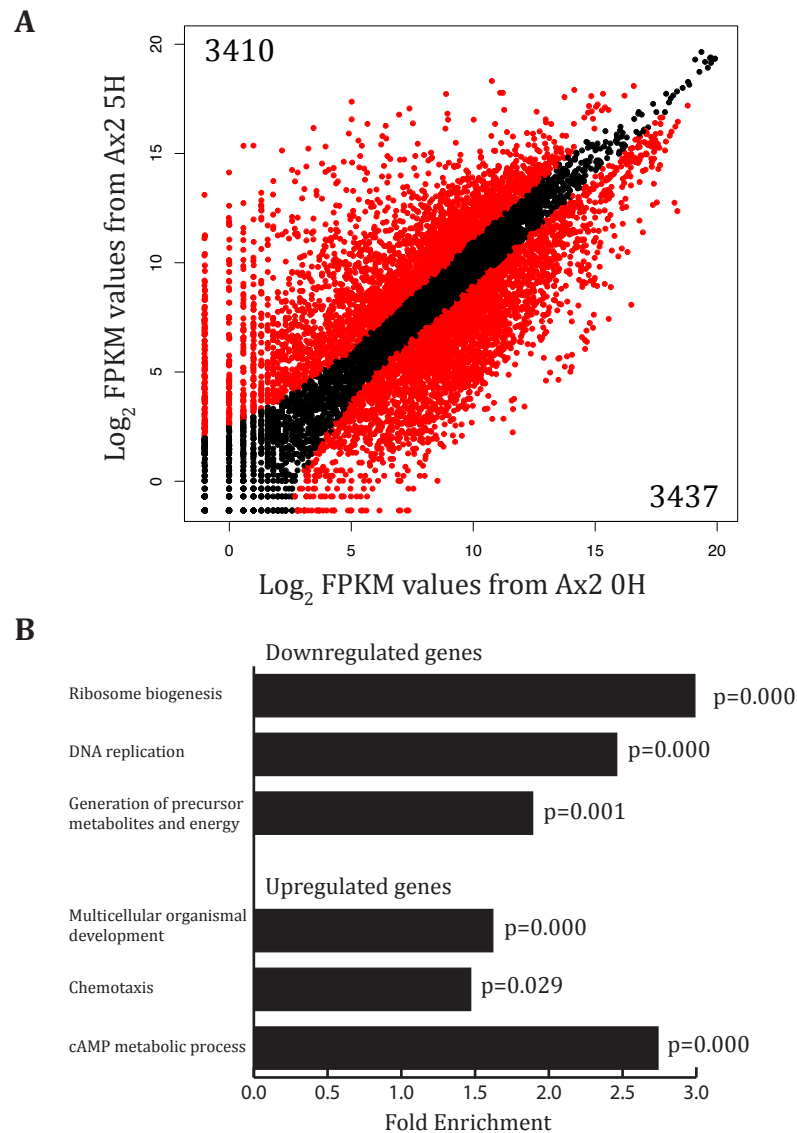 A
3410
20
15
10
5
0
Log2 FPKM values from Ax2 5H
3437
0 5 10 15 20
Log2 FPKM values from Ax2 0H
B
Downregulated genes
Ribosome biogenesis p=0.000
DNA replication p=0.000
Generation of precursor
metabolites and energy p=0.001
Upregulated genes
Multicellular organismal
development p=0.000
Chemotaxis p=0.029
cAMP metabolic process p=0.000
0.0 0.5 1.0 1.5 2.0 2.5 3.0
Fold Enrichment